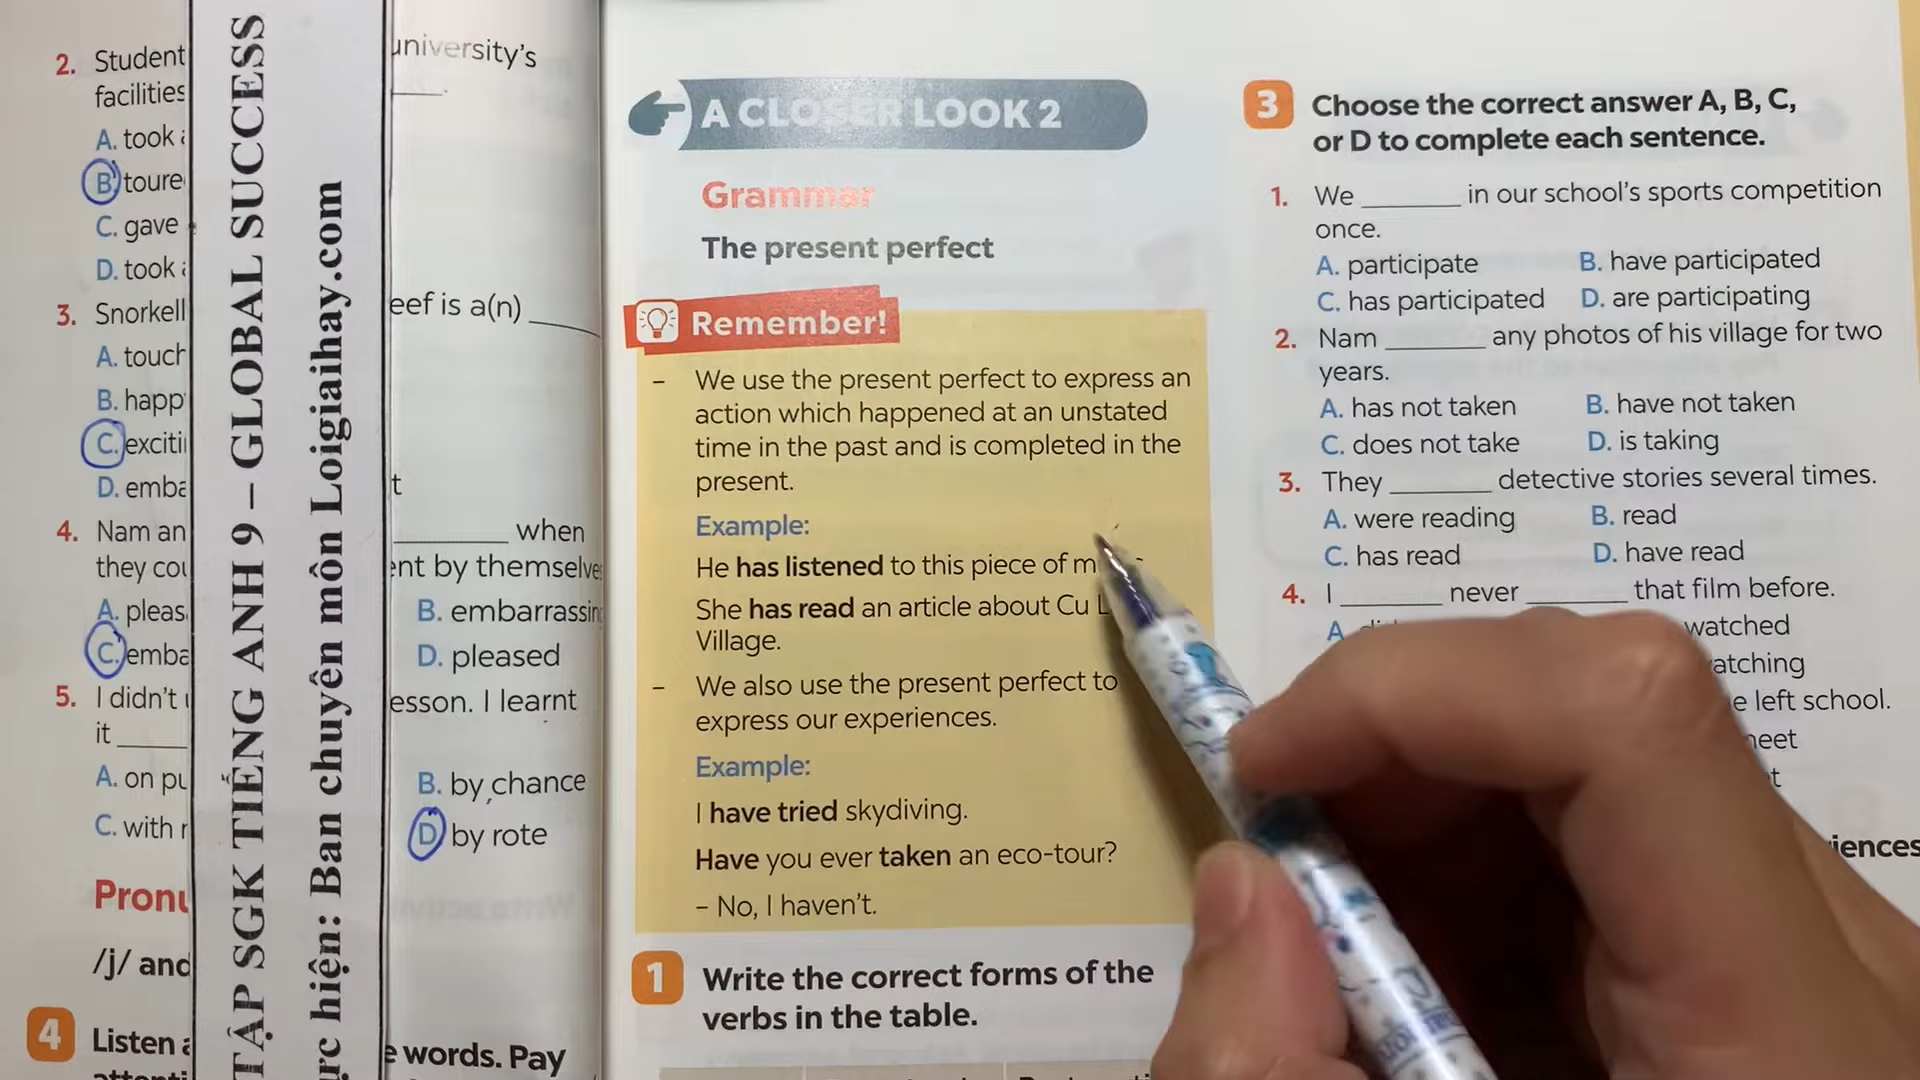 2. Student
facilities
A. took
B. toure
C. gave
D. took
3. Snorkell
A. touch
B. happ
C. exciti
D. emba
4. Nam an
they cou
A. pleas
C. emba
5. I didn't
it
A. on pu
C. with r
Pronu
/j/ and
4 Listen
TẬP SGK TIẾNG ANH 9 – GLOBAL SUCCESS
ực hiện: Ban chuyên môn Loigiaihay.com
university's
eef is a(n) ____
t
____ when
ent by themselve
B. embarrassin
D. pleased
esson. I learnt
B. by chance
D. by rote
e words. Pay
A CLOSER LOOK 2
Grammar
The present perfect
Remember!
– We use the present perfect to express an
action which happened at an unstated
time in the past and is completed in the
present.
Example:
He has listened to this piece of m
She has read an article about Cu L
Village.
– We also use the present perfect to
express our experiences.
Example:
I have tried skydiving.
Have you ever taken an eco-tour?
– No, I haven't.
1 Write the correct forms of the
verbs in the table.
3 Choose the correct answer A, B, C,
or D to complete each sentence.
1. We ____ in our school's sports competition
once.
A. participate B. have participated
C. has participated D. are participating
2. Nam ____ any photos of his village for two
years.
A. has not taken B. have not taken
C. does not take D. is taking
3. They ____ detective stories several times.
A. were reading B. read
C. has read D. have read
4. I ____ never ____ that film before.
A. watched
atching
e left school.
eet
t
iences